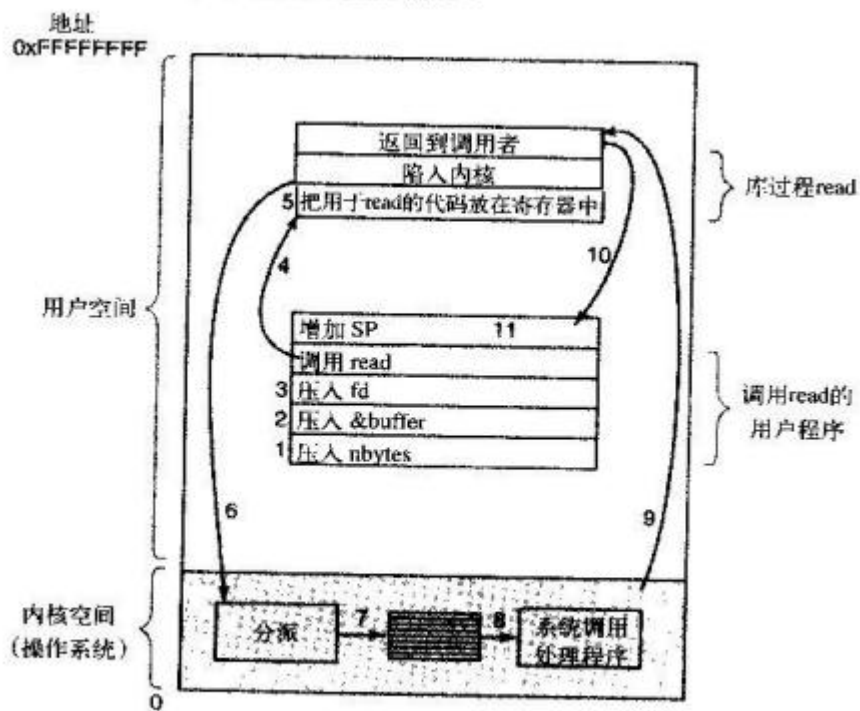 地址
0xFFFFFFFF
返回到调用者
陷入内核
5 把用于read的代码放在寄存器中
库过程read
4
10
用户空间
增加 SP 11
调用 read
3 压入 fd
2 压入 &buffer
1 压入 nbytes
调用read的
用户程序
6
9
内核空间
(操作系统)
分派
7
8
系统调用
处理程序
0